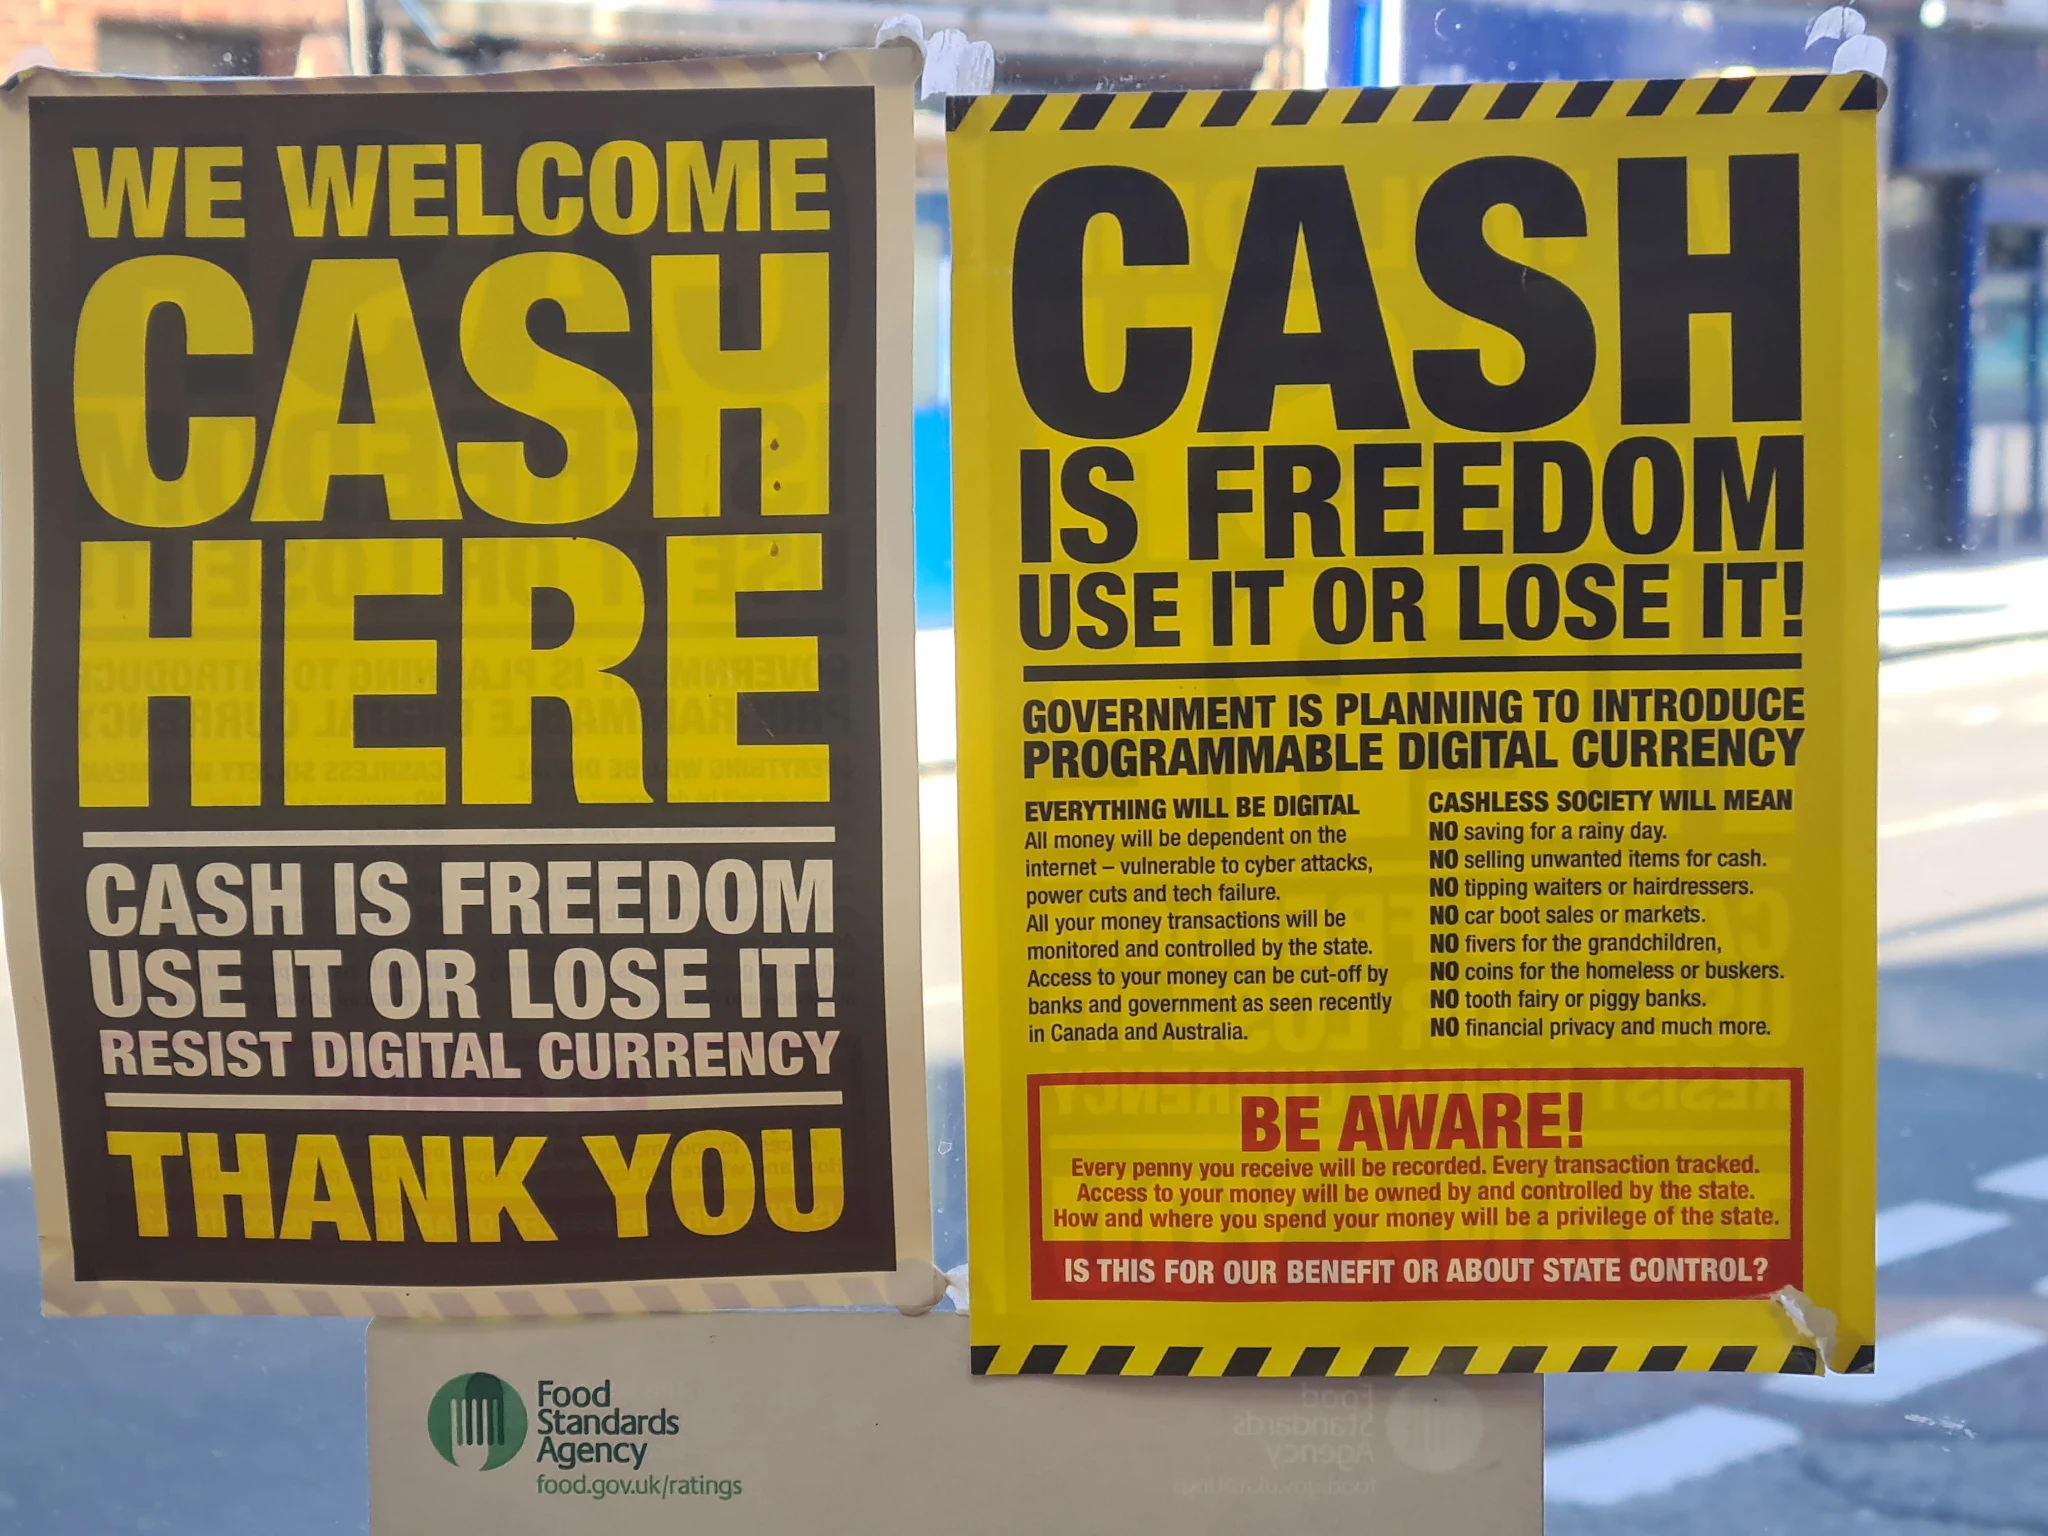 WE WELCOME
CASH
HERE
CASH IS FREEDOM
USE IT OR LOSE IT!
RESIST DIGITAL CURRENCY
THANK YOU
CASH
IS FREEDOM
USE IT OR LOSE IT!
GOVERNMENT IS PLANNING TO INTRODUCE
PROGRAMMABLE DIGITAL CURRENCY
EVERYTHING WILL BE DIGITAL
All money will be dependent on the
internet – vulnerable to cyber attacks,
power cuts and tech failure.
All your money transactions will be
monitored and controlled by the state.
Access to your money can be cut-off by
banks and government as seen recently
in Canada and Australia.
CASHLESS SOCIETY WILL MEAN
NO saving for a rainy day.
NO selling unwanted items for cash.
NO tipping waiters or hairdressers.
NO car boot sales or markets.
NO fivers for the grandchildren,
NO coins for the homeless or buskers.
NO tooth fairy or piggy banks.
NO financial privacy and much more.
BE AWARE!
Every penny you receive will be recorded. Every transaction tracked.
Access to your money will be owned by and controlled by the state.
How and where you spend your money will be a privilege of the state.
IS THIS FOR OUR BENEFIT OR ABOUT STATE CONTROL?
Food
Standards
Agency
food.gov.uk/ratings